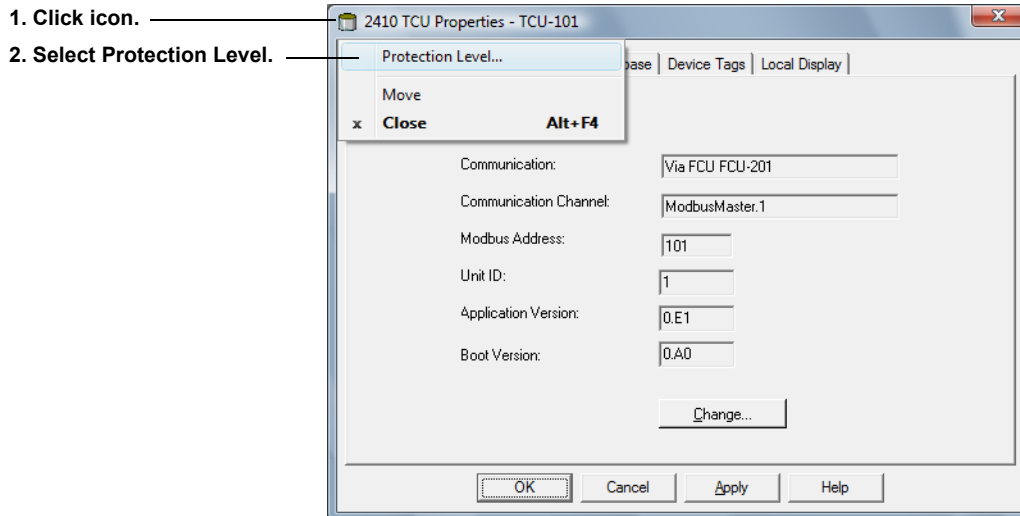 1. Click icon.
2. Select Protection Level.
2410 TCU Properties - TCU-101
x
Protection Level...
Move
x Close Alt+F4
base Device Tags Local Display
Communication: Via FCU FCU-201
Communication Channel: ModbusMaster.1
Modbus Address: 101
Unit ID: 1
Application Version: 0.E1
Boot Version: 0.A0
Change...
OK Cancel Apply Help